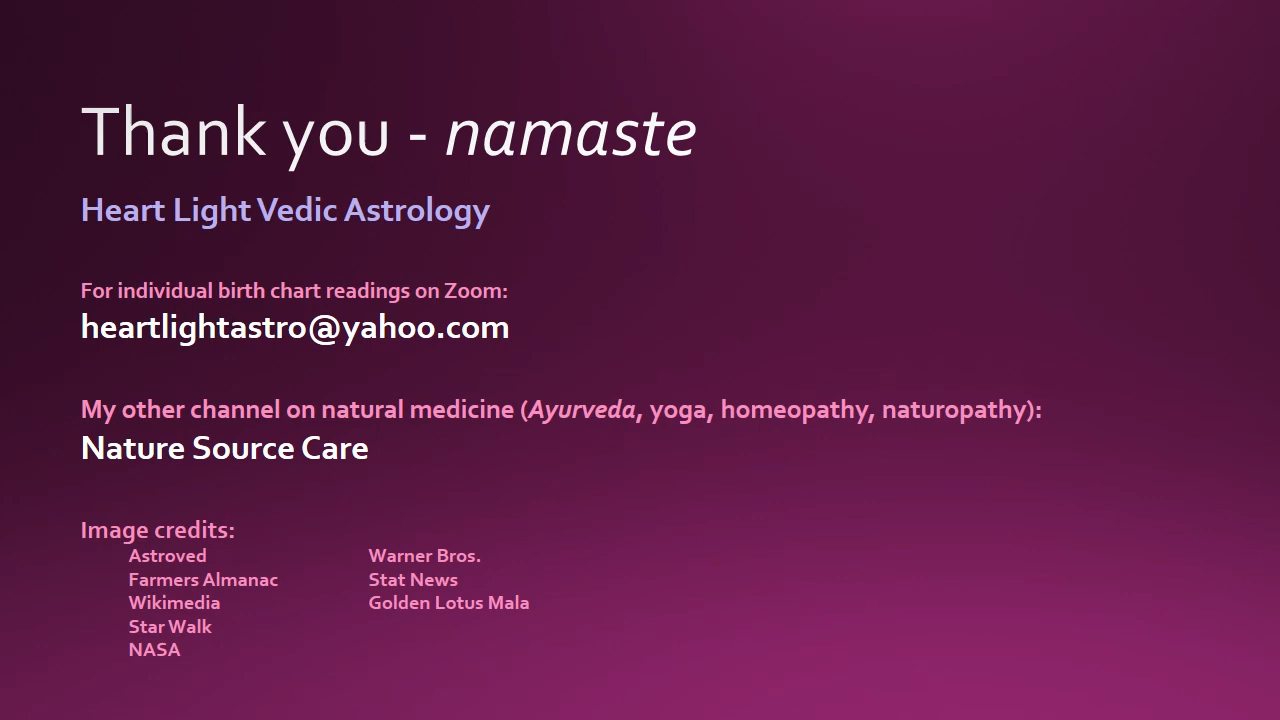 Thank you - namaste
Heart Light Vedic Astrology
For individual birth chart readings on Zoom:
heartlightastro@yahoo.com
My other channel on natural medicine (Ayurveda, yoga, homeopathy, naturopathy):
Nature Source Care
Image credits:
Astroved
Farmers Almanac
Wikimedia
Star Walk
NASA
Warner Bros.
Stat News
Golden Lotus Mala